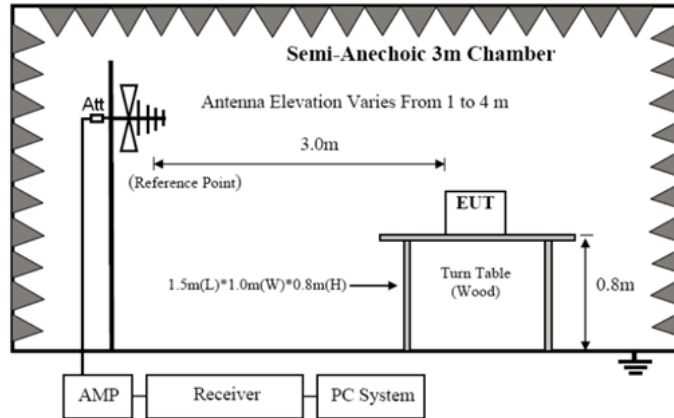 Semi-Anechoic 3m Chamber
Antenna Elevation Varies From 1 to 4 m
Att
3.0m
(Reference Point)
EUT
1.5m(L)*1.0m(W)*0.8m(H)
Turn Table
(Wood)
0.8m
AMP
Receiver
PC System